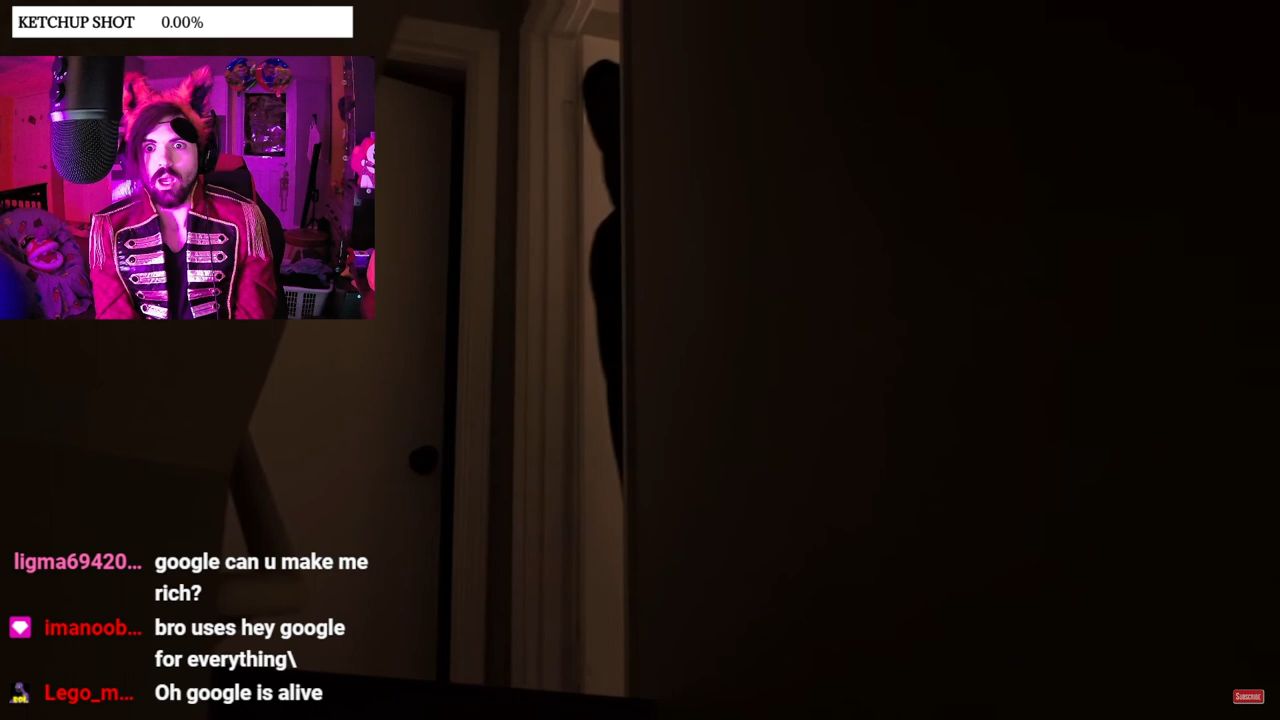 KETCHUP SHOT 0.00%
ligma69420… google can u make me
rich?
imanoob… bro uses hey google
for everything\
Lego_m… Oh google is alive
SUBSCRIBE